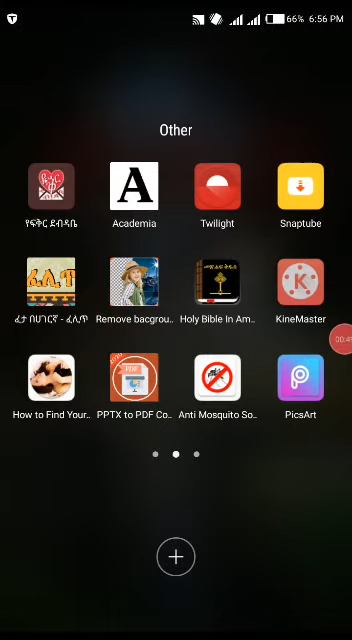 66% 6:56 PM
Other
የፍቅር ደብዳቤ
Academia
Twilight
Snaptube
ፈታ በሀገርኛ - ፈሊጥ
Remove bacgrou..
Holy Bible In Am..
KineMaster
How to Find Your..
PPTX to PDF Co..
Anti Mosquito So..
PicsArt